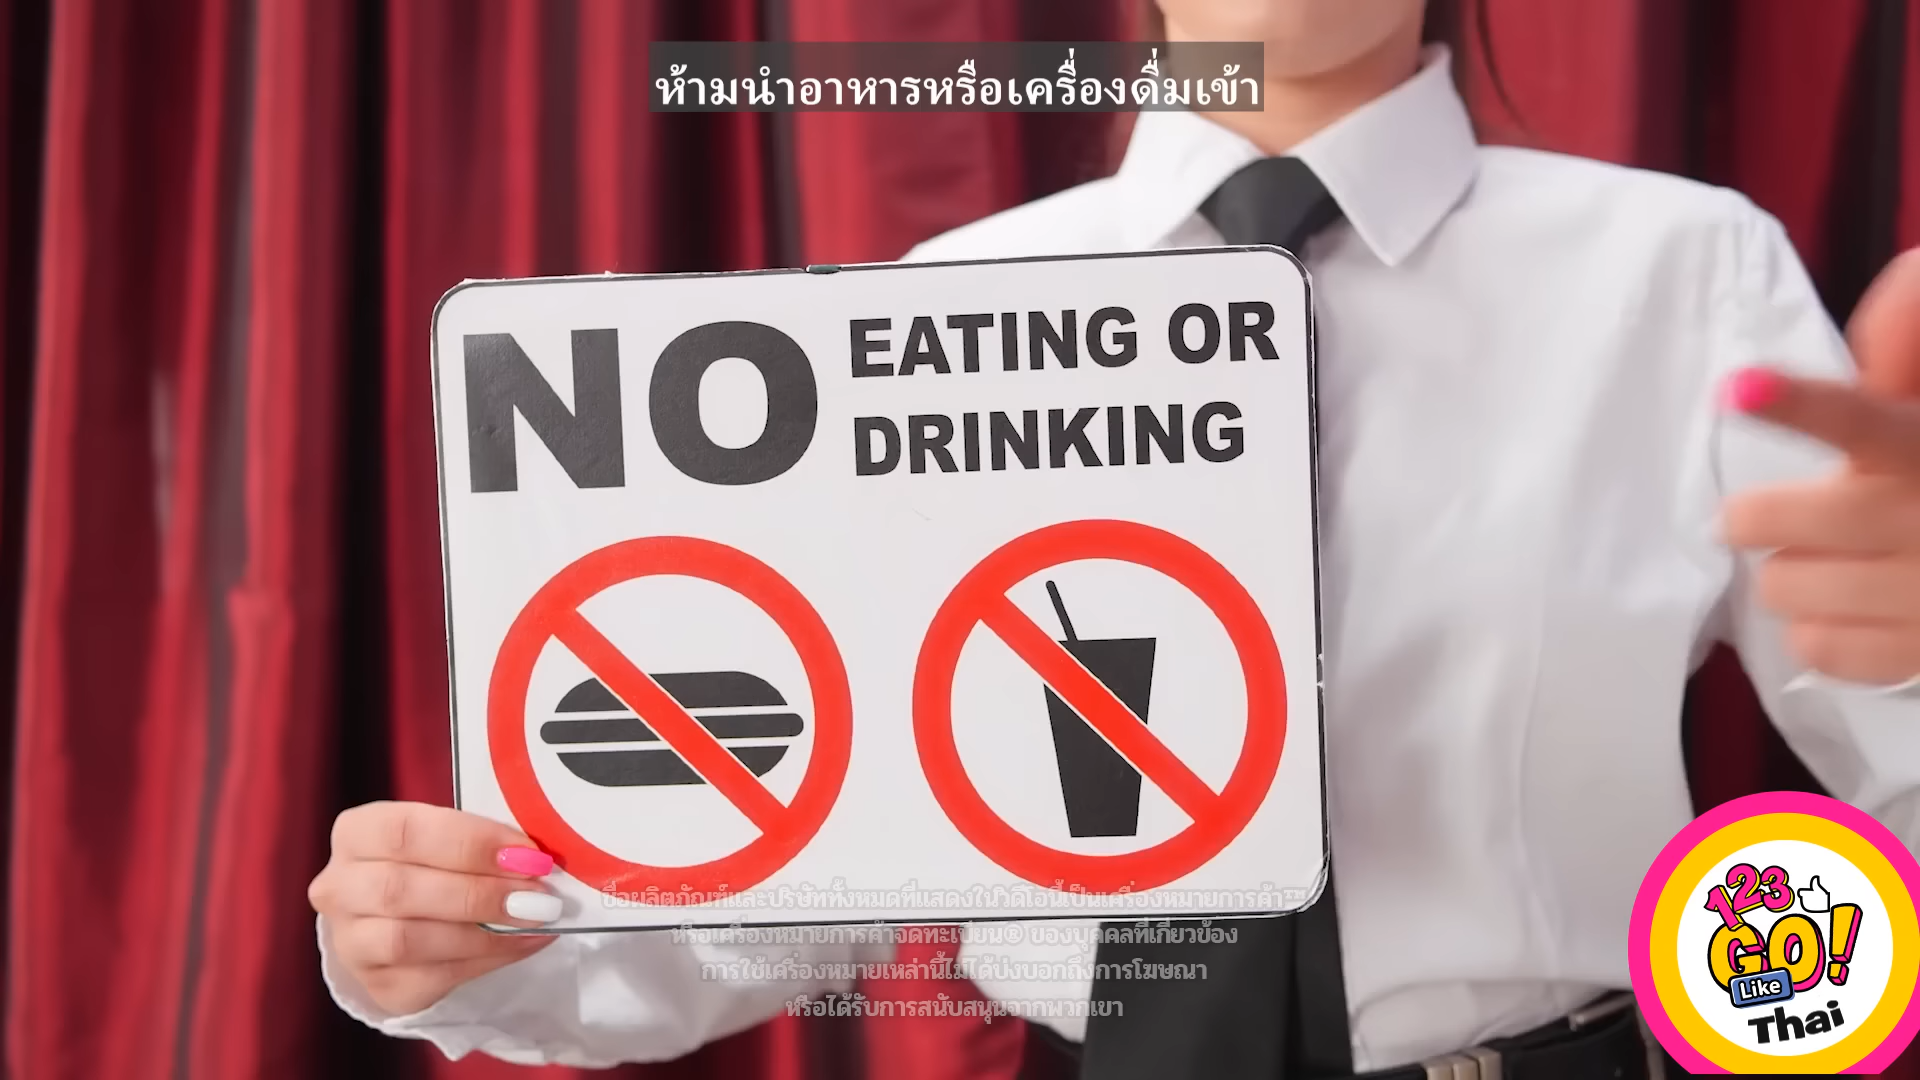 ห้ามนำอาหารหรือเครื่องดื่มเข้า
NO EATING OR
DRINKING
ชื่อผลิตภัณฑ์และบริษัททั้งหมดที่แสดงในวิดีโอนี้เป็นเครื่องหมายการค้า™
หรือเครื่องหมายการค้าจดทะเบียน® ของบุคคลที่เกี่ยวข้อง
การใช้เครื่องหมายเหล่านี้ไม่ได้บ่งบอกถึงการโฆษณา
หรือได้รับการสนับสนุนจากพวกเขา
123
GO!
Like
Thai